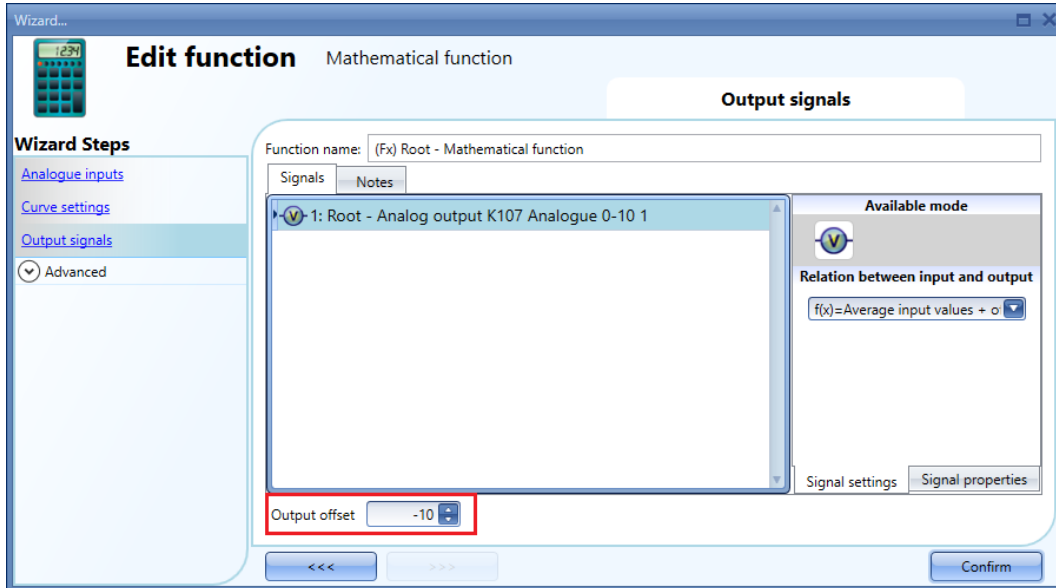 Wizard...
1234
Edit function Mathematical function
Output signals
Wizard Steps
Analogue inputs
Curve settings
Output signals
Advanced
Function name: (Fx) Root - Mathematical function
Signals Notes
V 1: Root - Analog output K107 Analogue 0-10 1
Available mode
V
Relation between input and output
f(x)=Average input values + o
Signal settings Signal properties
Output offset -10
<<< >>> Confirm